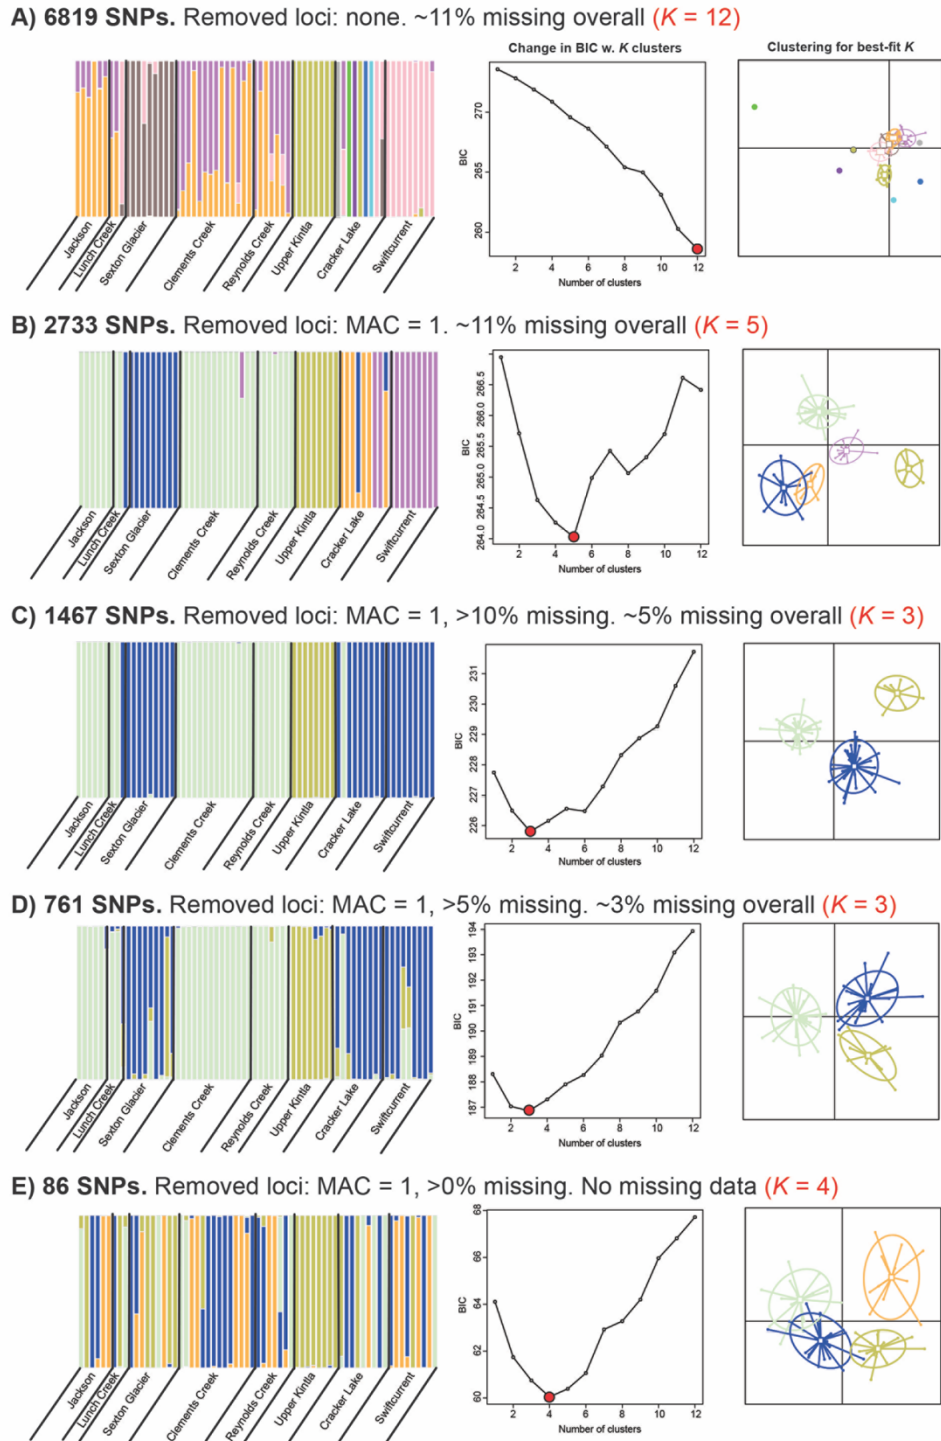 A) 6819 SNPs. Removed loci: none. ~11% missing overall (K = 12)
Change in BIC w. K clusters
Clustering for best-fit K
BIC
270
265
260
2 4 6 8 10 12
Number of clusters
Jackson
Lunch Creek
Sexton Glacier
Clements Creek
Reynolds Creek
Upper Kintla
Cracker Lake
Swiftcurrent
B) 2733 SNPs. Removed loci: MAC = 1. ~11% missing overall (K = 5)
BIC
266.5
266.0
265.5
265.0
264.5
264.0
2 4 6 8 10 12
Number of clusters
Jackson
Lunch Creek
Sexton Glacier
Clements Creek
Reynolds Creek
Upper Kintla
Cracker Lake
Swiftcurrent
C) 1467 SNPs. Removed loci: MAC = 1, >10% missing. ~5% missing overall (K = 3)
BIC
231
230
229
228
227
226
2 4 6 8 10 12
Number of clusters
Jackson
Lunch Creek
Sexton Glacier
Clements Creek
Reynolds Creek
Upper Kintla
Cracker Lake
Swiftcurrent
D) 761 SNPs. Removed loci: MAC = 1, >5% missing. ~3% missing overall (K = 3)
BIC
194
193
192
191
190
189
188
187
2 4 6 8 10 12
Number of clusters
Jackson
Lunch Creek
Sexton Glacier
Clements Creek
Reynolds Creek
Upper Kintla
Cracker Lake
Swiftcurrent
E) 86 SNPs. Removed loci: MAC = 1, >0% missing. No missing data (K = 4)
BIC
68
66
64
62
60
2 4 6 8 10 12
Number of clusters
Jackson
Lunch Creek
Sexton Glacier
Clements Creek
Reynolds Creek
Upper Kintla
Cracker Lake
Swiftcurrent